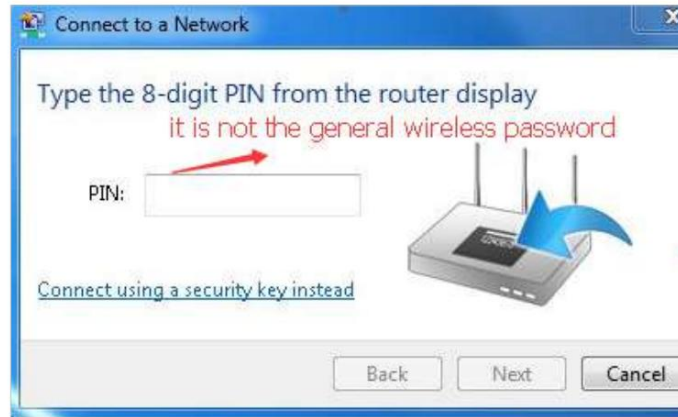 Connect to a Network
Type the 8-digit PIN from the router display
it is not the general wireless password
PIN:
Connect using a security key instead
Back Next Cancel